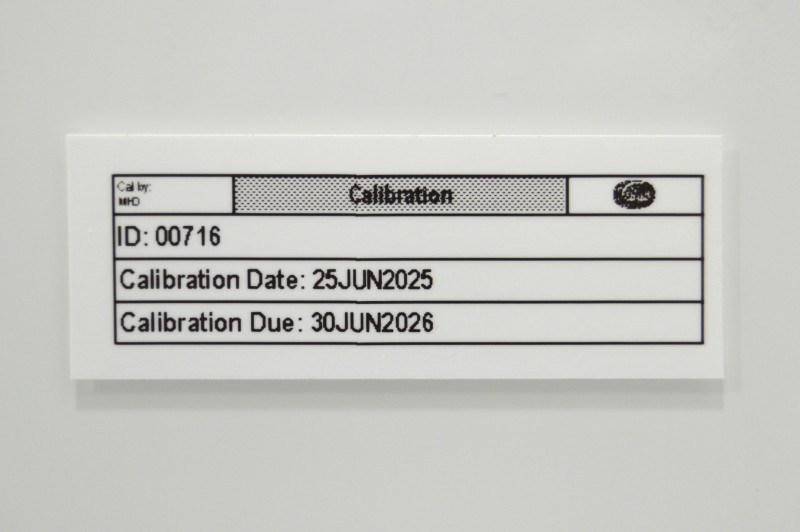 Cal by:
MHD
Calibration
ID: 00716
Calibration Date: 25JUN2025
Calibration Due: 30JUN2026